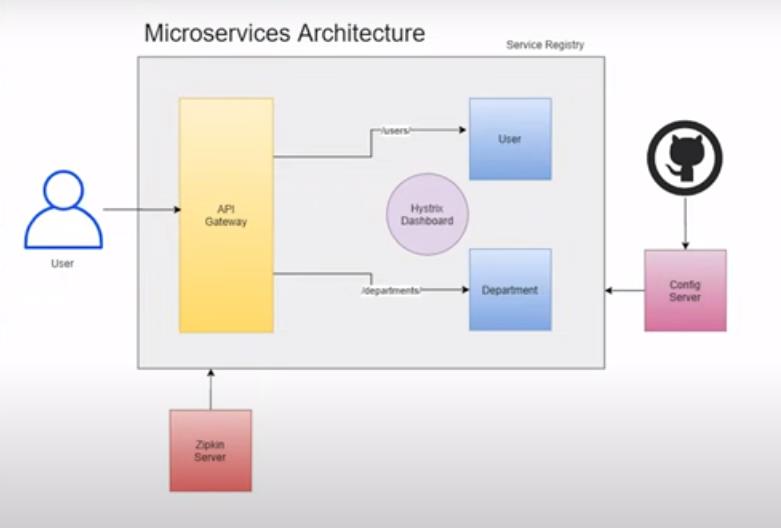 Microservices Architecture
Service Registry
/users/
User
API
Gateway
Hystrix
Dashboard
User
/departments/
Department
Config
Server
Zipkin
Server